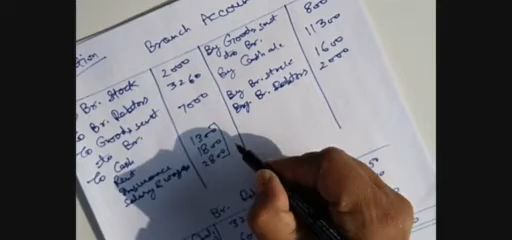 Branch Account
To Br. Stock 2000
To Br. Debtors 3260
To Goods sent to Br. 7000
To Cash
Rent 1300
Insurance 1800
Salary & wages
By Goods sent to Br. 800
By Cash a/c 11300
By Br. Stock 1600
By Br. Debtors 2000
Br.